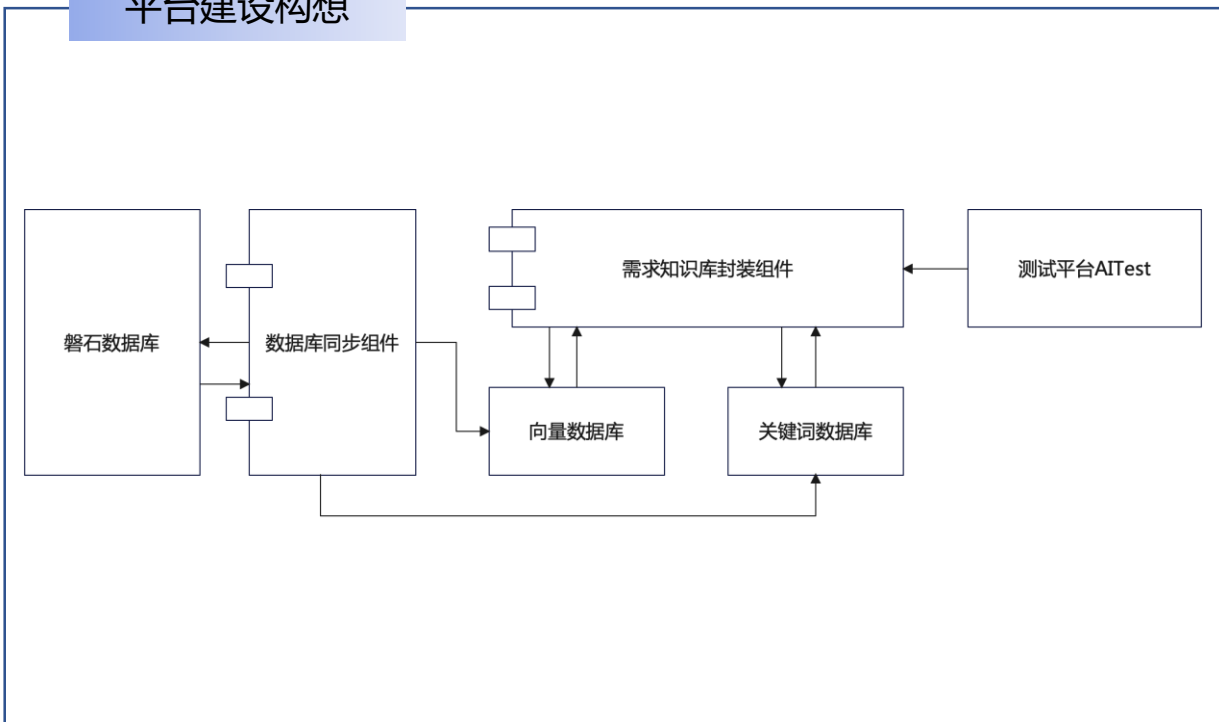 平台建设构想
磐石数据库
数据库同步组件
需求知识库封装组件
测试平台AITest
向量数据库
关键词数据库